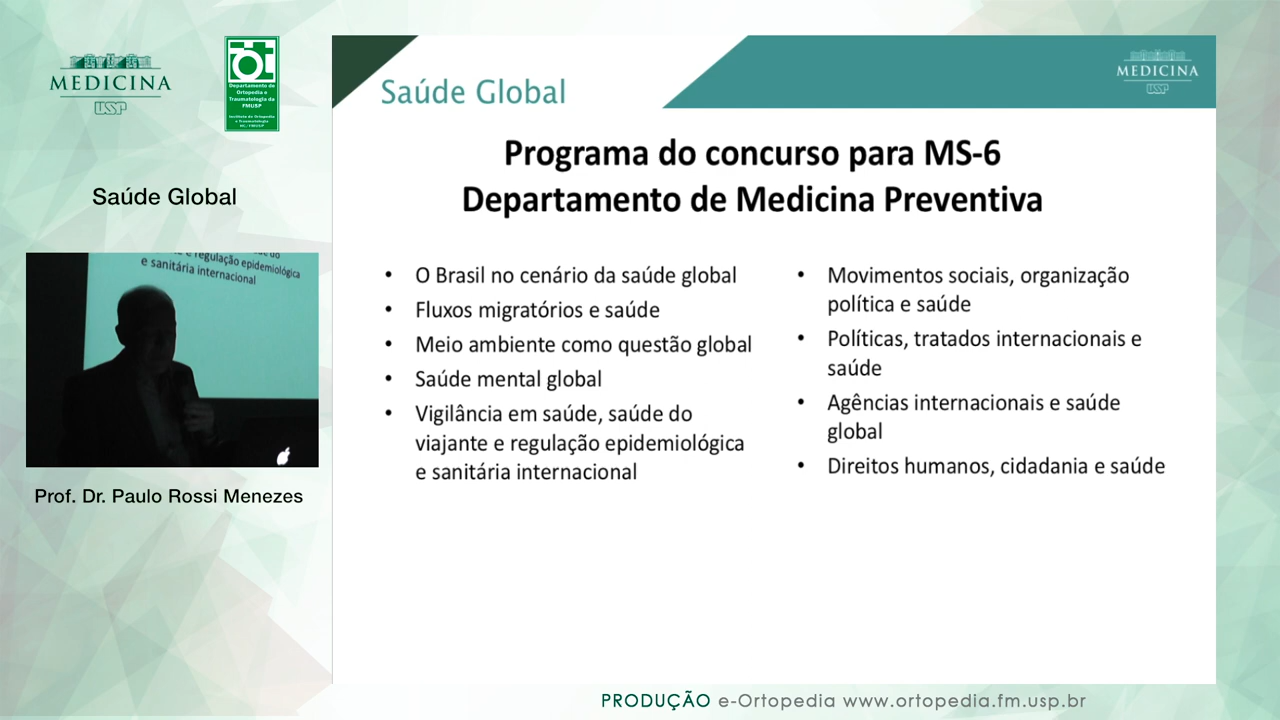 MEDICINA
USP
Departamento de
Ortopedia e
Traumatologia da
FMUSP
Instituto de Ortopedia
e Traumatologia
HC/FMUSP
Saúde Global
e regulação epidemiológica
e sanitária internacional
Prof. Dr. Paulo Rossi Menezes
Saúde Global
MEDICINA
USP
Programa do concurso para MS-6
Departamento de Medicina Preventiva
• O Brasil no cenário da saúde global
• Fluxos migratórios e saúde
• Meio ambiente como questão global
• Saúde mental global
• Vigilância em saúde, saúde do
viajante e regulação epidemiológica
e sanitária internacional
• Movimentos sociais, organização
política e saúde
• Políticas, tratados internacionais e
saúde
• Agências internacionais e saúde
global
• Direitos humanos, cidadania e saúde
PRODUÇÃO e-Ortopedia www.ortopedia.fm.usp.br